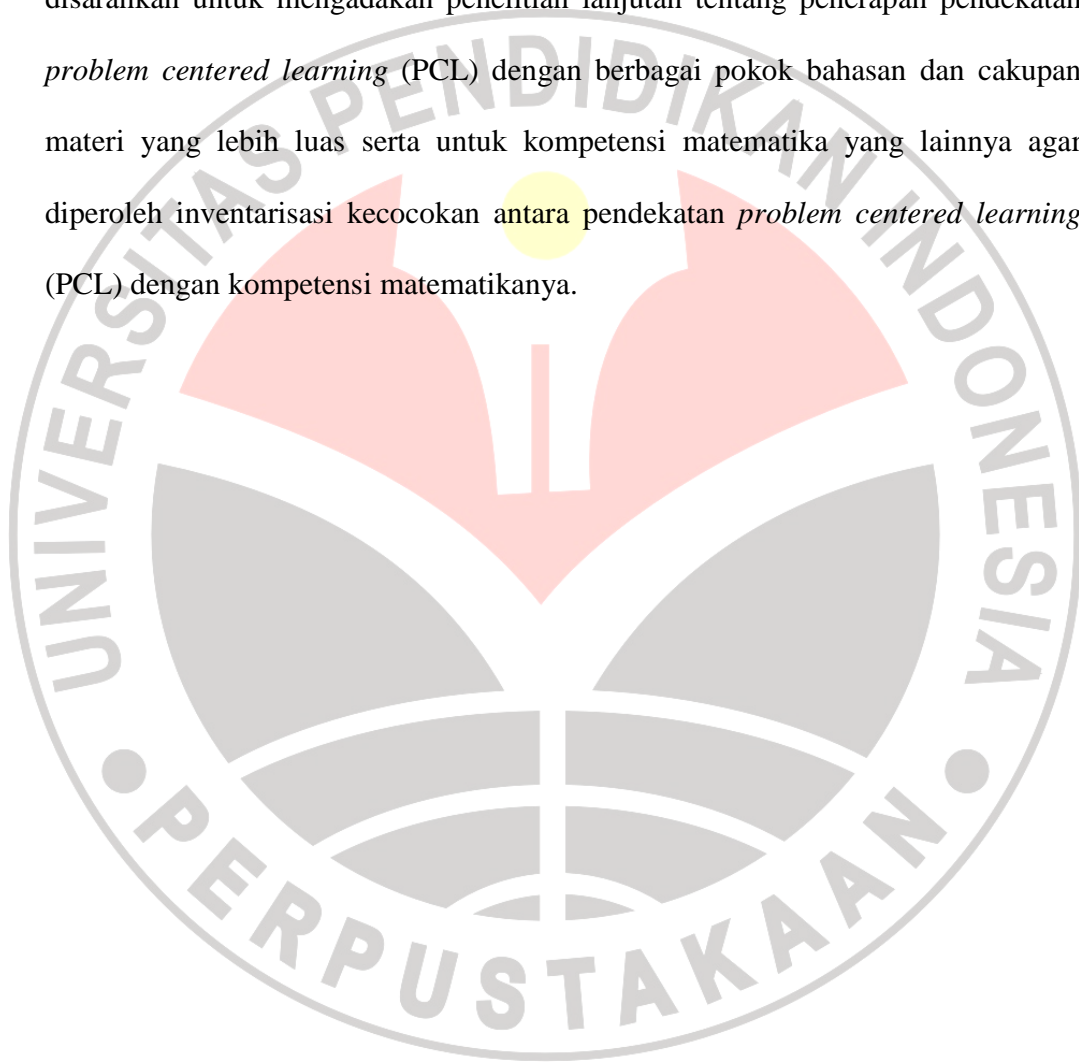 disarankan untuk mengadakan penelitian lanjutan tentang penerapan pendekatan
problem centered learning (PCL) dengan berbagai pokok bahasan dan cakupan
materi yang lebih luas serta untuk kompetensi matematika yang lainnya agar
diperoleh inventarisasi kecocokan antara pendekatan problem centered learning
(PCL) dengan kompetensi matematikanya.
UNIVERSITAS PENDIDIKAN INDONESIA
PERPUSTAKAAN